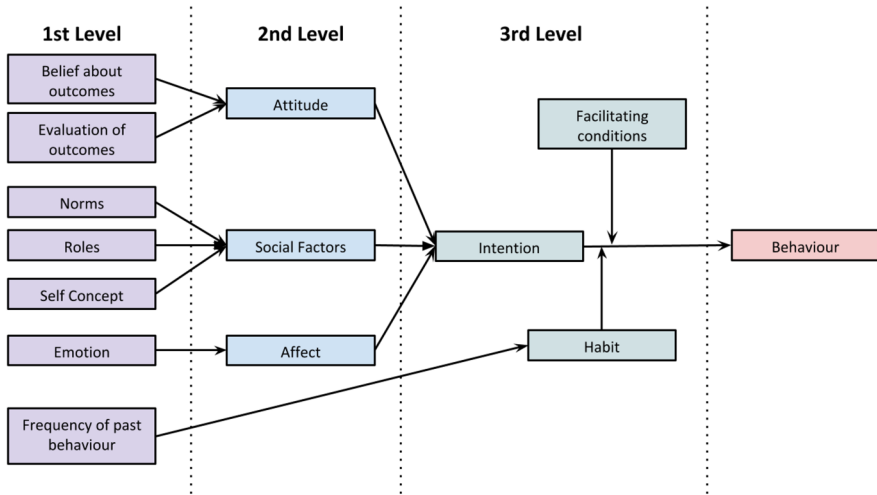 1st Level
2nd Level
3rd Level
Belief about
outcomes
Evaluation of
outcomes
Norms
Roles
Self Concept
Emotion
Frequency of past
behaviour
Attitude
Social Factors
Affect
Facilitating
conditions
Intention
Habit
Behaviour